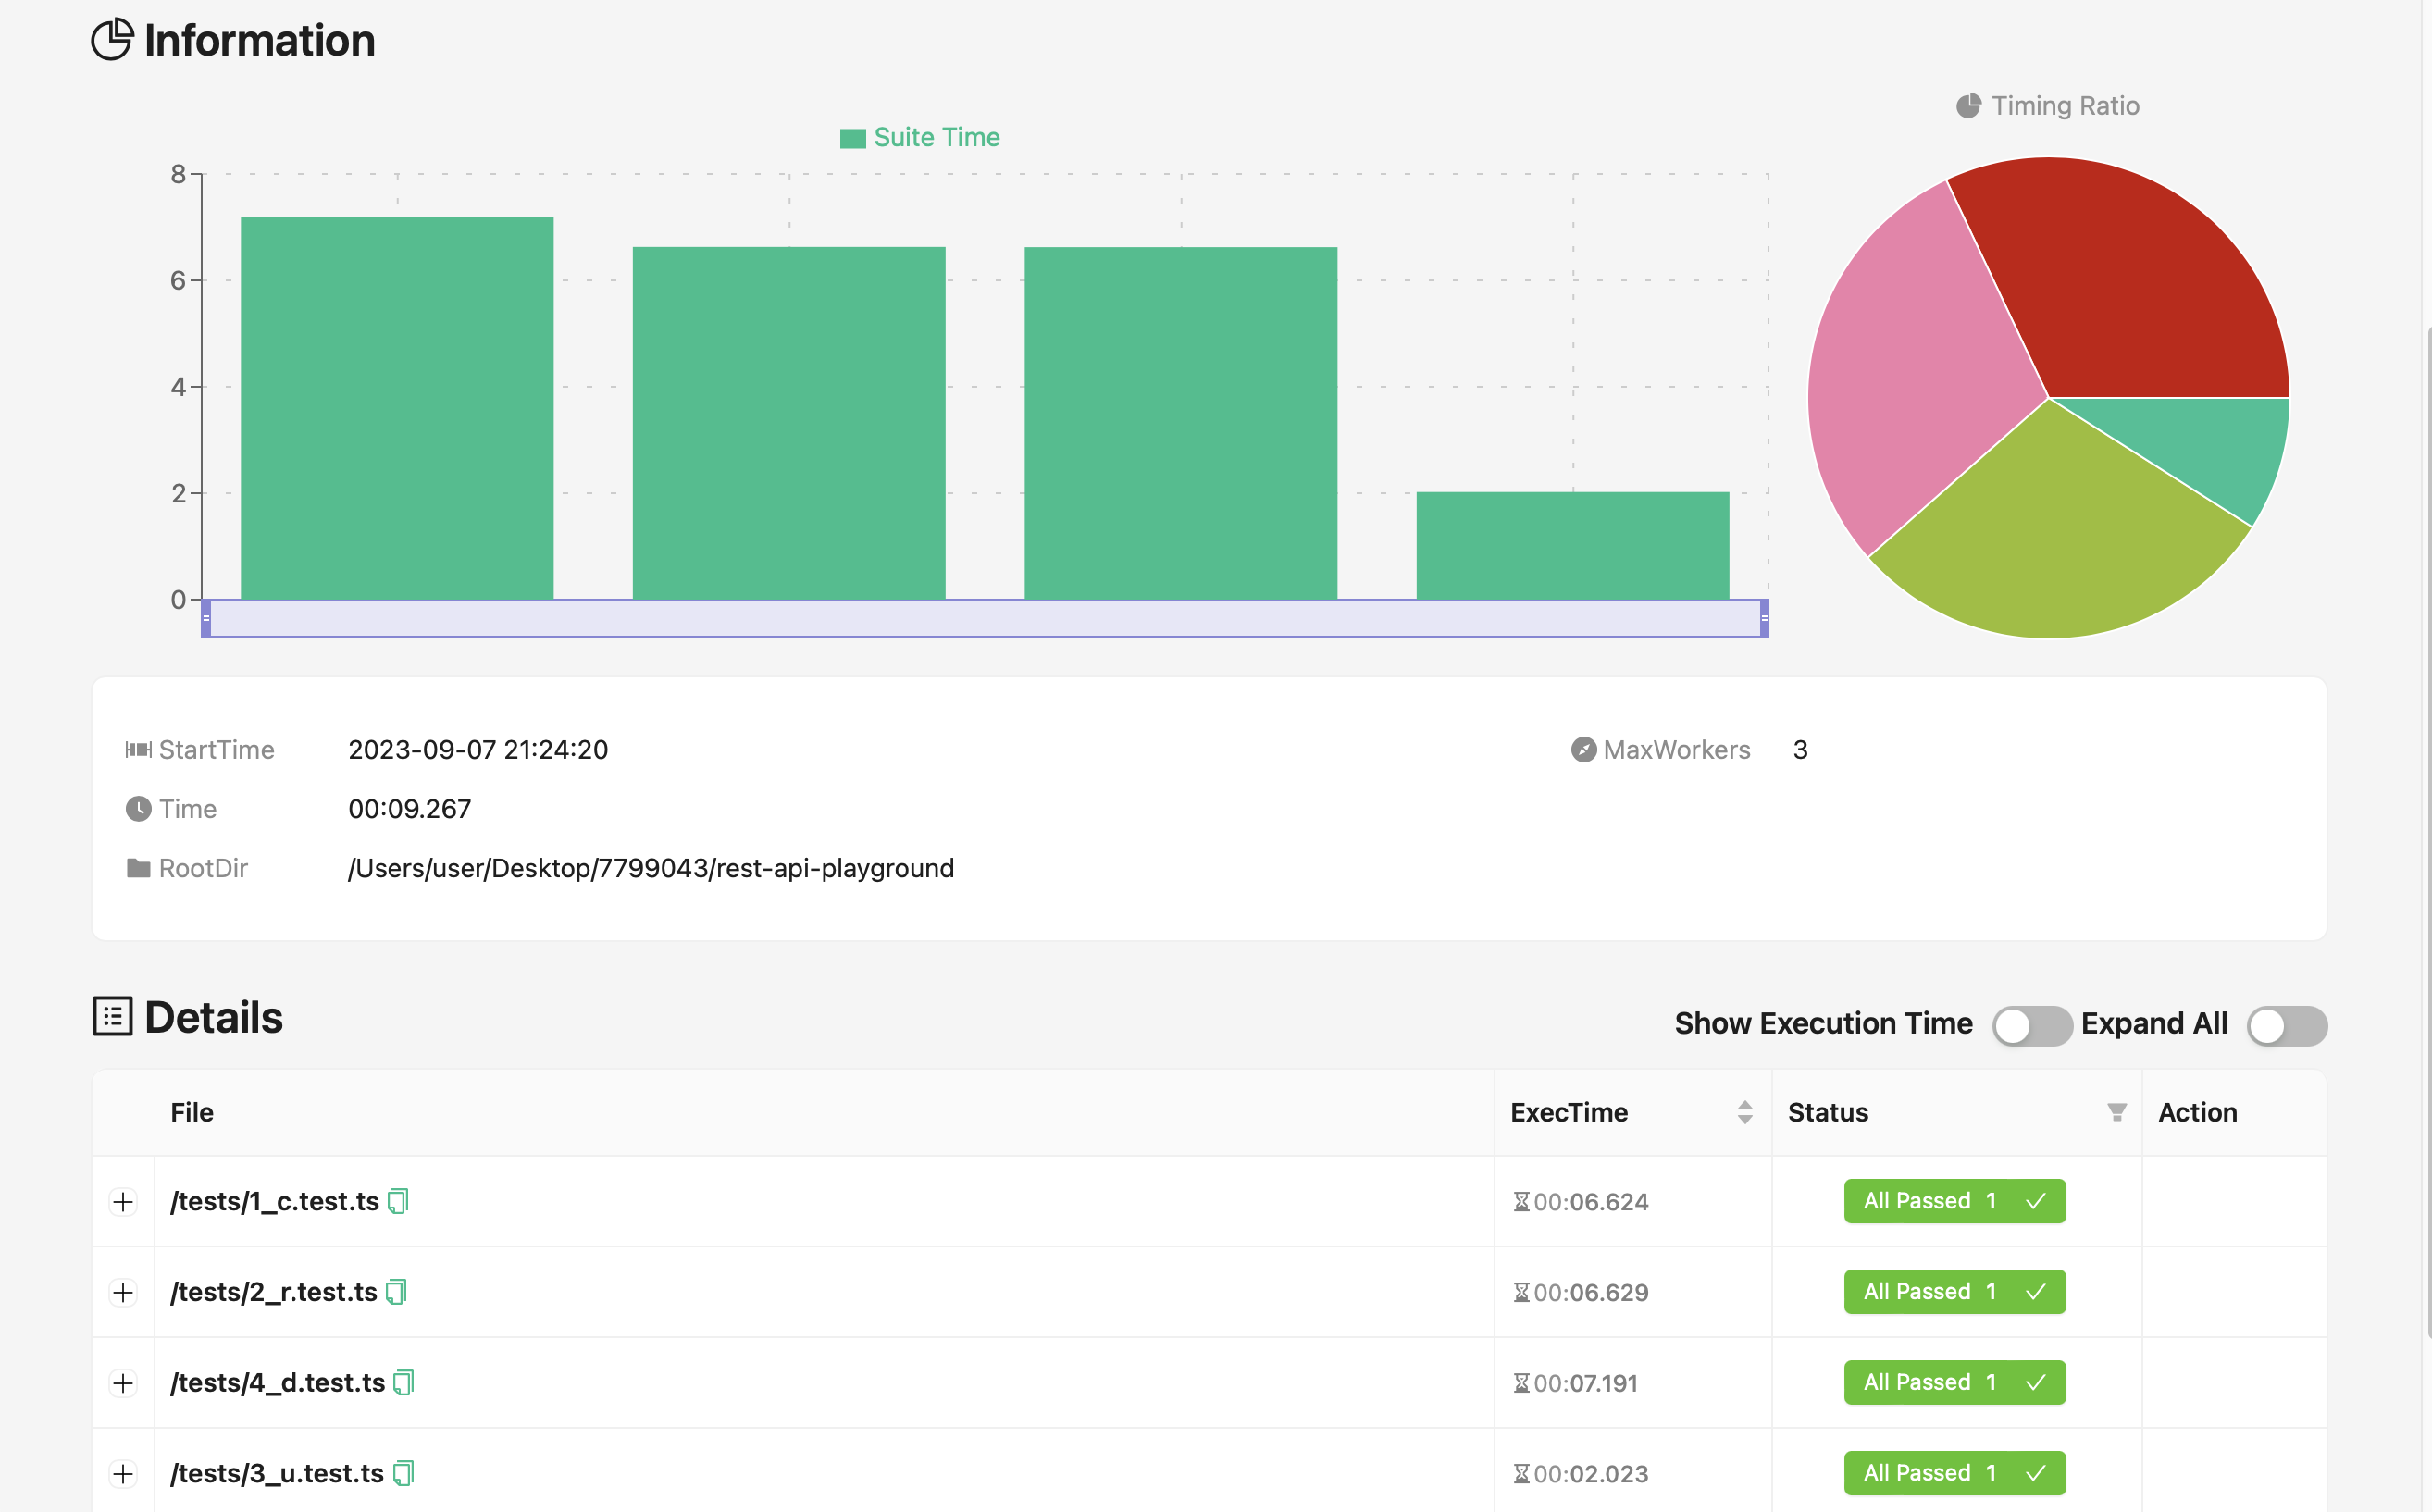 Information
Timing Ratio
Suite Time
8
6
4
2
0
StartTime 2023-09-07 21:24:20 MaxWorkers 3
Time 00:09.267
RootDir /Users/user/Desktop/7799043/rest-api-playground
Details Show Execution Time Expand All
File ExecTime Status Action
/tests/1_c.test.ts 00:06.624 All Passed 1
/tests/2_r.test.ts 00:06.629 All Passed 1
/tests/4_d.test.ts 00:07.191 All Passed 1
/tests/3_u.test.ts 00:02.023 All Passed 1